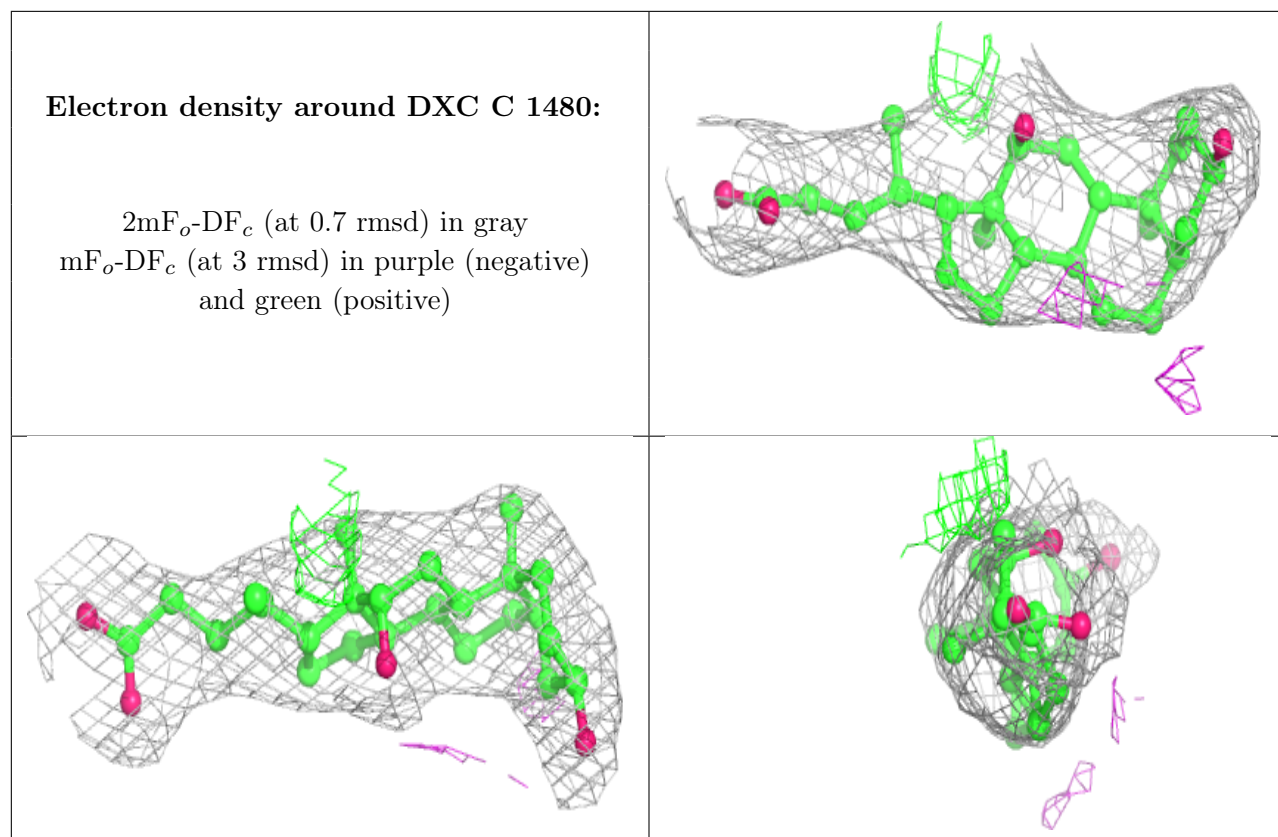 Electron density around DXC C 1480:
2mFₒ-DF𝑐 (at 0.7 rmsd) in gray
mFₒ-DF𝑐 (at 3 rmsd) in purple (negative)
and green (positive)